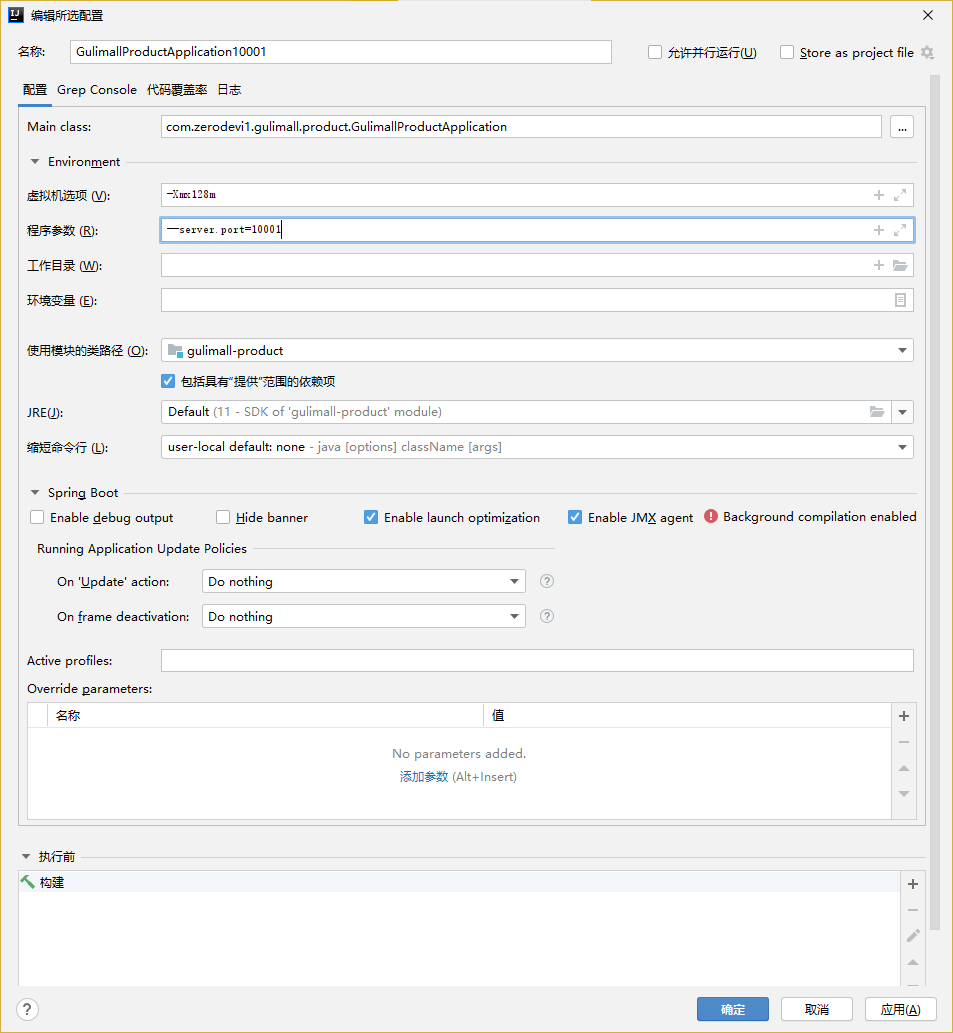 编辑所选配置
名称: GulimallProductApplication10001 允许并行运行(U) Store as project file
配置 Grep Console 代码覆盖率 日志
Main class: com.zerodevi1.gulimall.product.GulimallProductApplication ...
Environment
虚拟机选项 (V): -Xmx128m
程序参数 (R): --server.port=10001
工作目录 (W):
环境变量 (E):
使用模块的类路径 (O): gulimall-product
包括具有“提供”范围的依赖项
JRE(J): Default (11 - SDK of 'gulimall-product' module)
缩短命令行 (L): user-local default: none - java [options] className [args]
Spring Boot
Enable debug output Hide banner Enable launch optimization Enable JMX agent Background compilation enabled
Running Application Update Policies
On 'Update' action: Do nothing ?
On frame deactivation: Do nothing ?
Active profiles:
Override parameters:
名称 值
No parameters added.
添加参数 (Alt+Insert)
执行前
构建
? 确定 取消 应用(A)